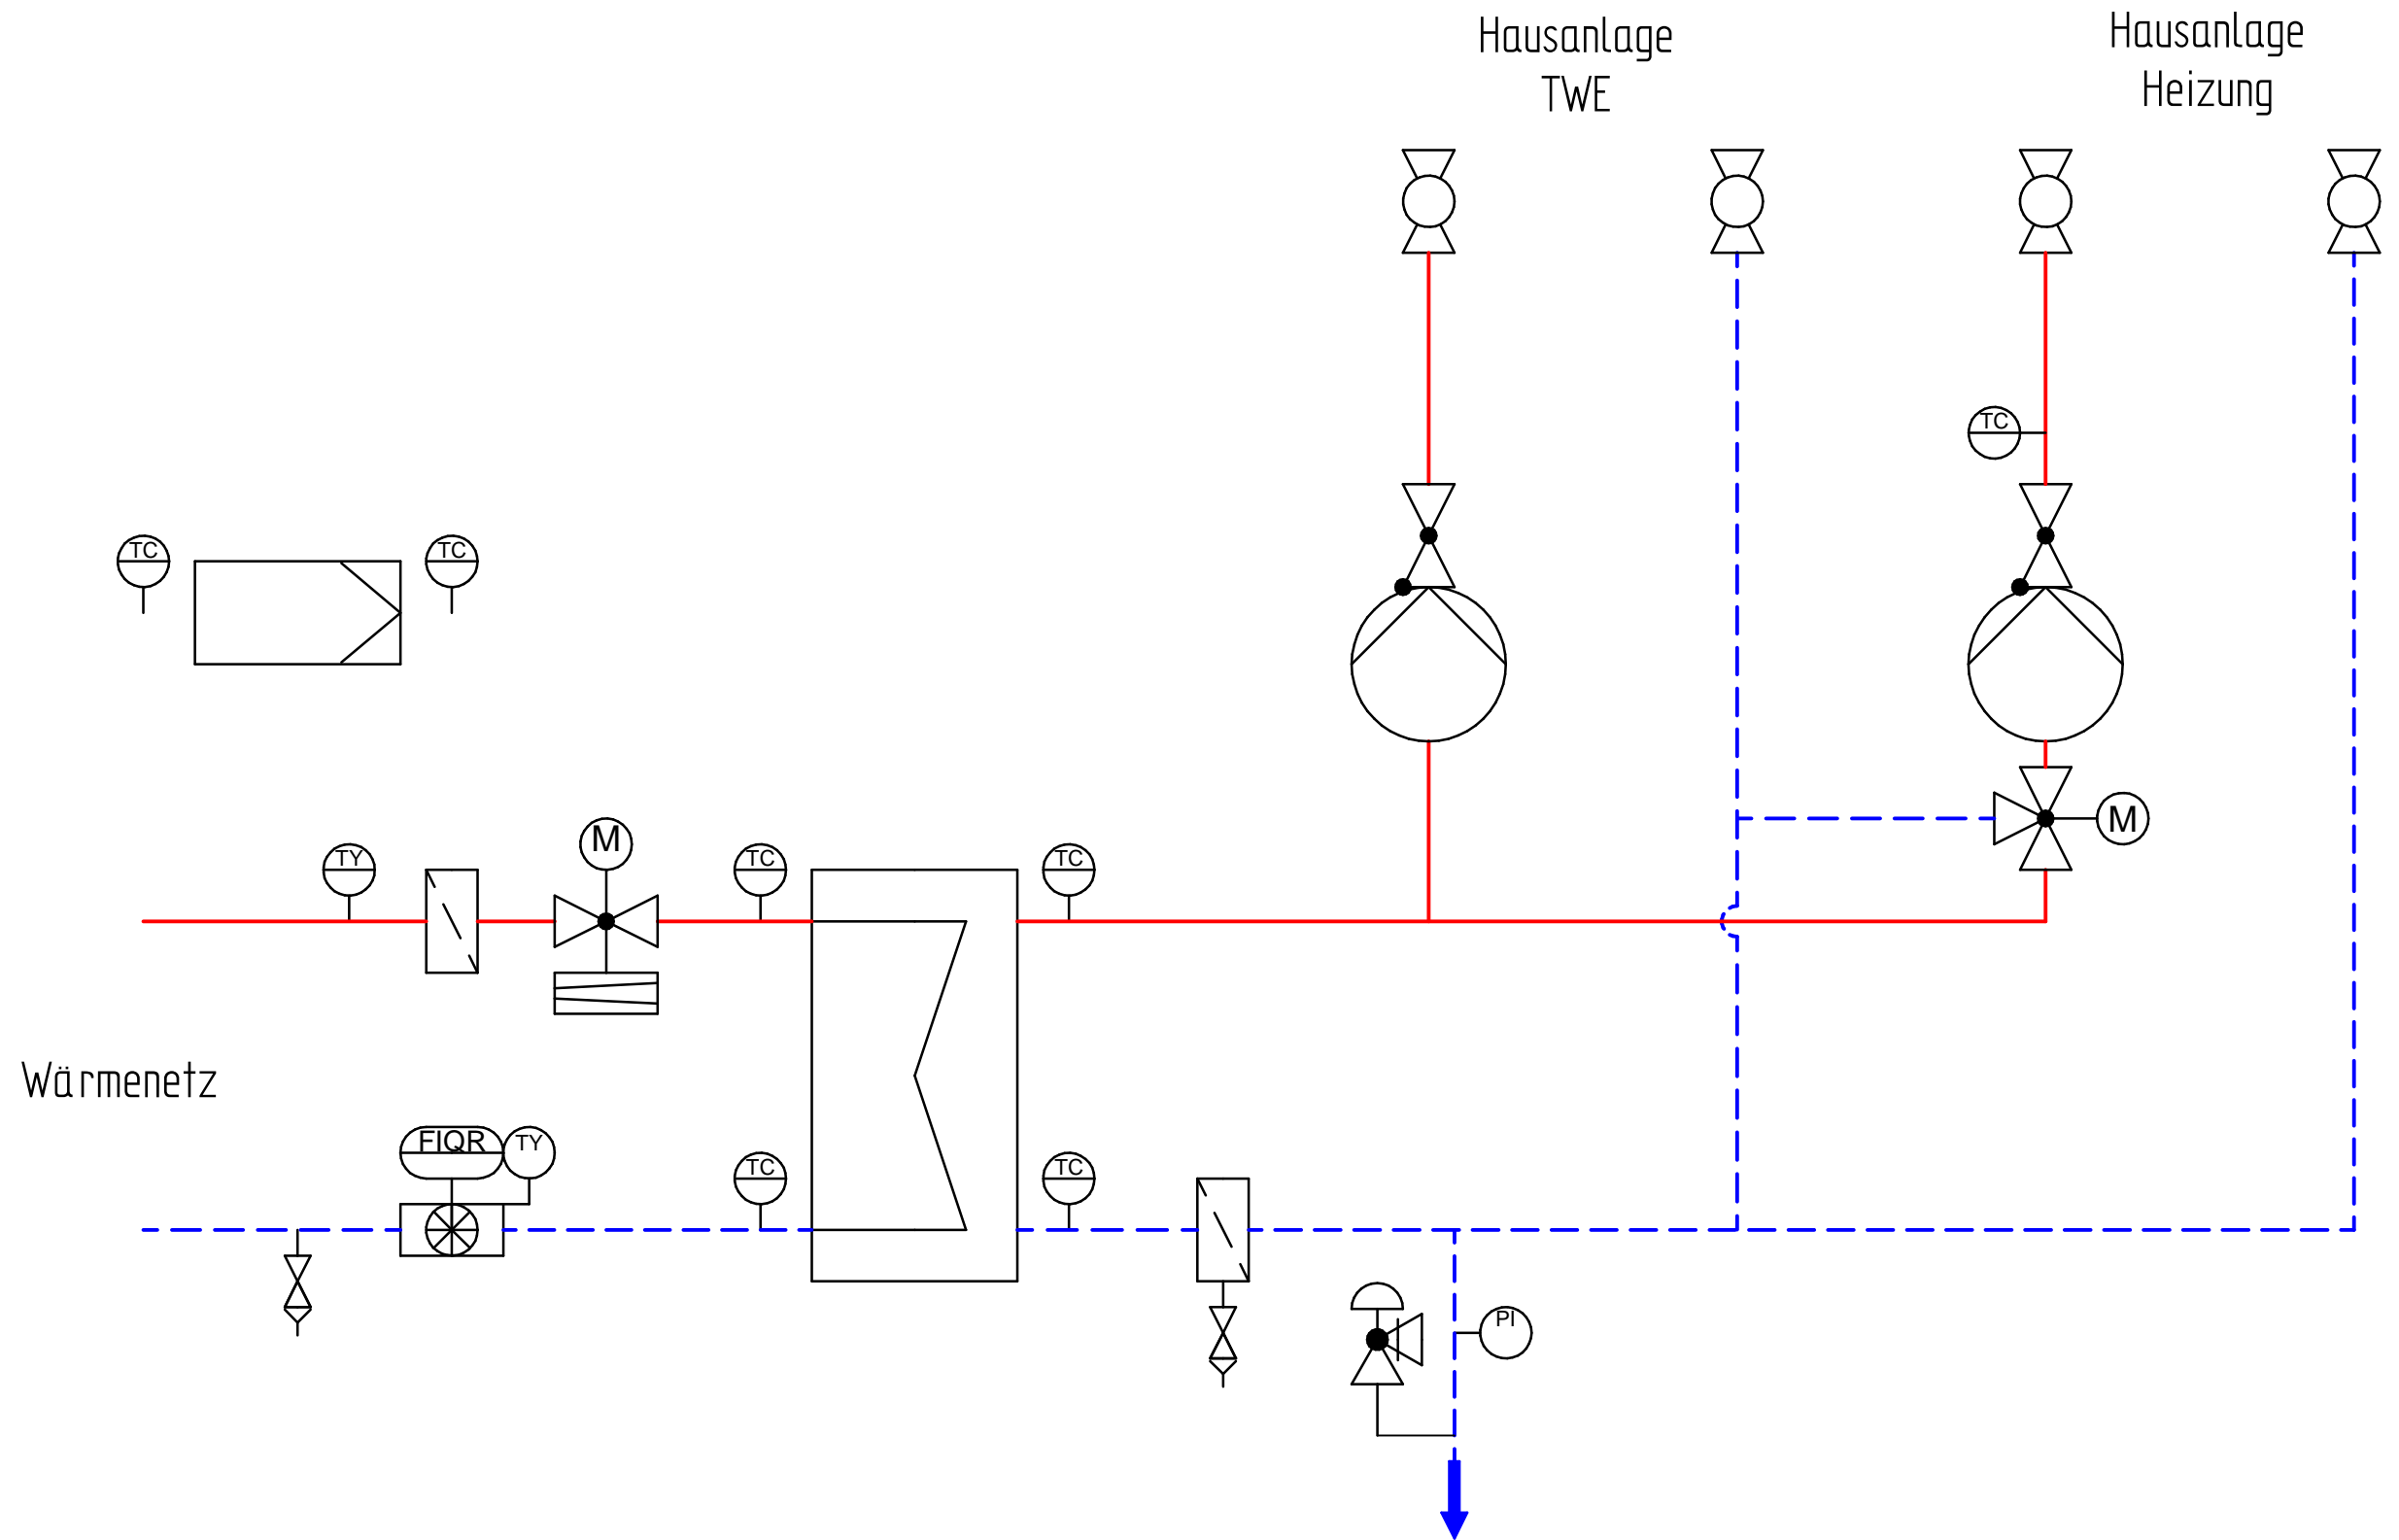 Hausanlage
TWE
Hausanlage
Heizung
TC
TC
TC
TY
M
TC
TC
M
Wärmenetz
FIQR
TY
TC
TC
PI